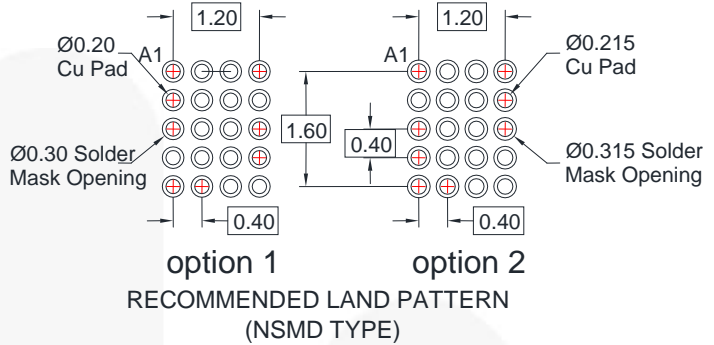 1.20
Ø0.20
Cu Pad
A1
Ø0.30 Solder
Mask Opening
1.60
0.40
option 1
1.20
A1
Ø0.215
Cu Pad
0.40
Ø0.315 Solder
Mask Opening
0.40
option 2
RECOMMENDED LAND PATTERN
(NSMD TYPE)